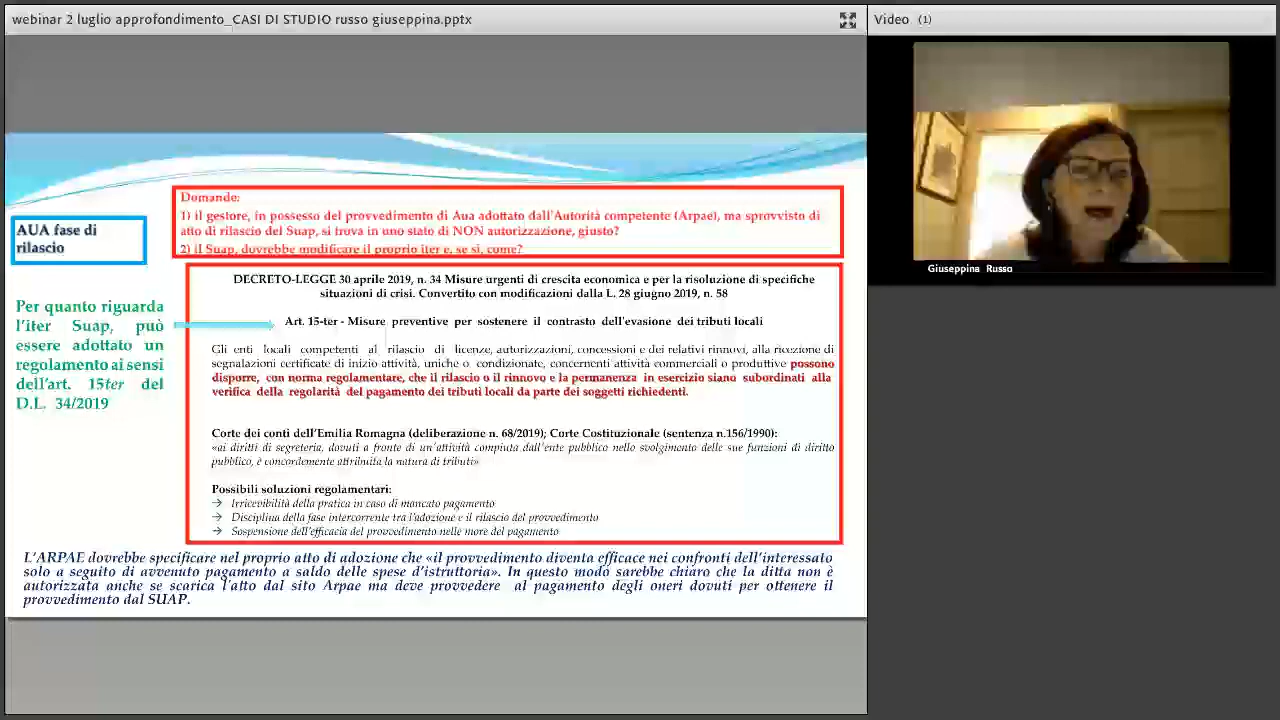 webinar 2 luglio approfondimento_CASI DI STUDIO russo giuseppina.pptx
Video (1)
Giuseppina Russo
Domande:
1) il gestore, in possesso del provvedimento di Aua adottato dall'Autorità competente (Arpae), ma sprovvisto di
atto di rilascio del Suap, si trova in uno stato di NON autorizzazione, giusto?
2) il Suap, dovrebbe modificare il proprio iter e, se si, come?
AUA fase di
rilascio
Per quanto riguarda
l'iter Suap, può
essere adottato un
regolamento ai sensi
dell'art. 15ter del
D.L. 34/2019
DECRETO-LEGGE 30 aprile 2019, n. 34 Misure urgenti di crescita economica e per la risoluzione di specifiche
situazioni di crisi. Convertito con modificazioni dalla L. 28 giugno 2019, n. 58
Art. 15-ter - Misure preventive per sostenere il contrasto dell'evasione dei tributi locali
Gli enti locali competenti al rilascio di licenze, autorizzazioni, concessioni e dei relativi rinnovi, alla ricezione di
segnalazioni certificate di inizio attività, uniche o condizionate, concernenti attività commerciali o produttive possono
disporre, con norma regolamentare, che il rilascio o il rinnovo e la permanenza in esercizio siano subordinati alla
verifica della regolarità del pagamento dei tributi locali da parte dei soggetti richiedenti.
Corte dei conti dell'Emilia Romagna (deliberazione n. 68/2019); Corte Costituzionale (sentenza n.156/1990):
«ai diritti di segreteria, dovuti a fronte di un'attività compiuta dall'ente pubblico nello svolgimento delle sue funzioni di diritto
pubblico, è concordemente attribuita la natura di tributi»
Possibili soluzioni regolamentari:
→ Irricevibilità della pratica in caso di mancato pagamento
→ Disciplina della fase intercorrente tra l'adozione e il rilascio del provvedimento
→ Sospensione dell'efficacia del provvedimento nelle more del pagamento
L'ARPAE dovrebbe specificare nel proprio atto di adozione che «il provvedimento diventa efficace nei confronti dell'interessato
solo a seguito di avvenuto pagamento a saldo delle spese d'istruttoria». In questo modo sarebbe chiaro che la ditta non è
autorizzata anche se scarica l'atto dal sito Arpae ma deve provvedere al pagamento degli oneri dovuti per ottenere il
provvedimento dal SUAP.